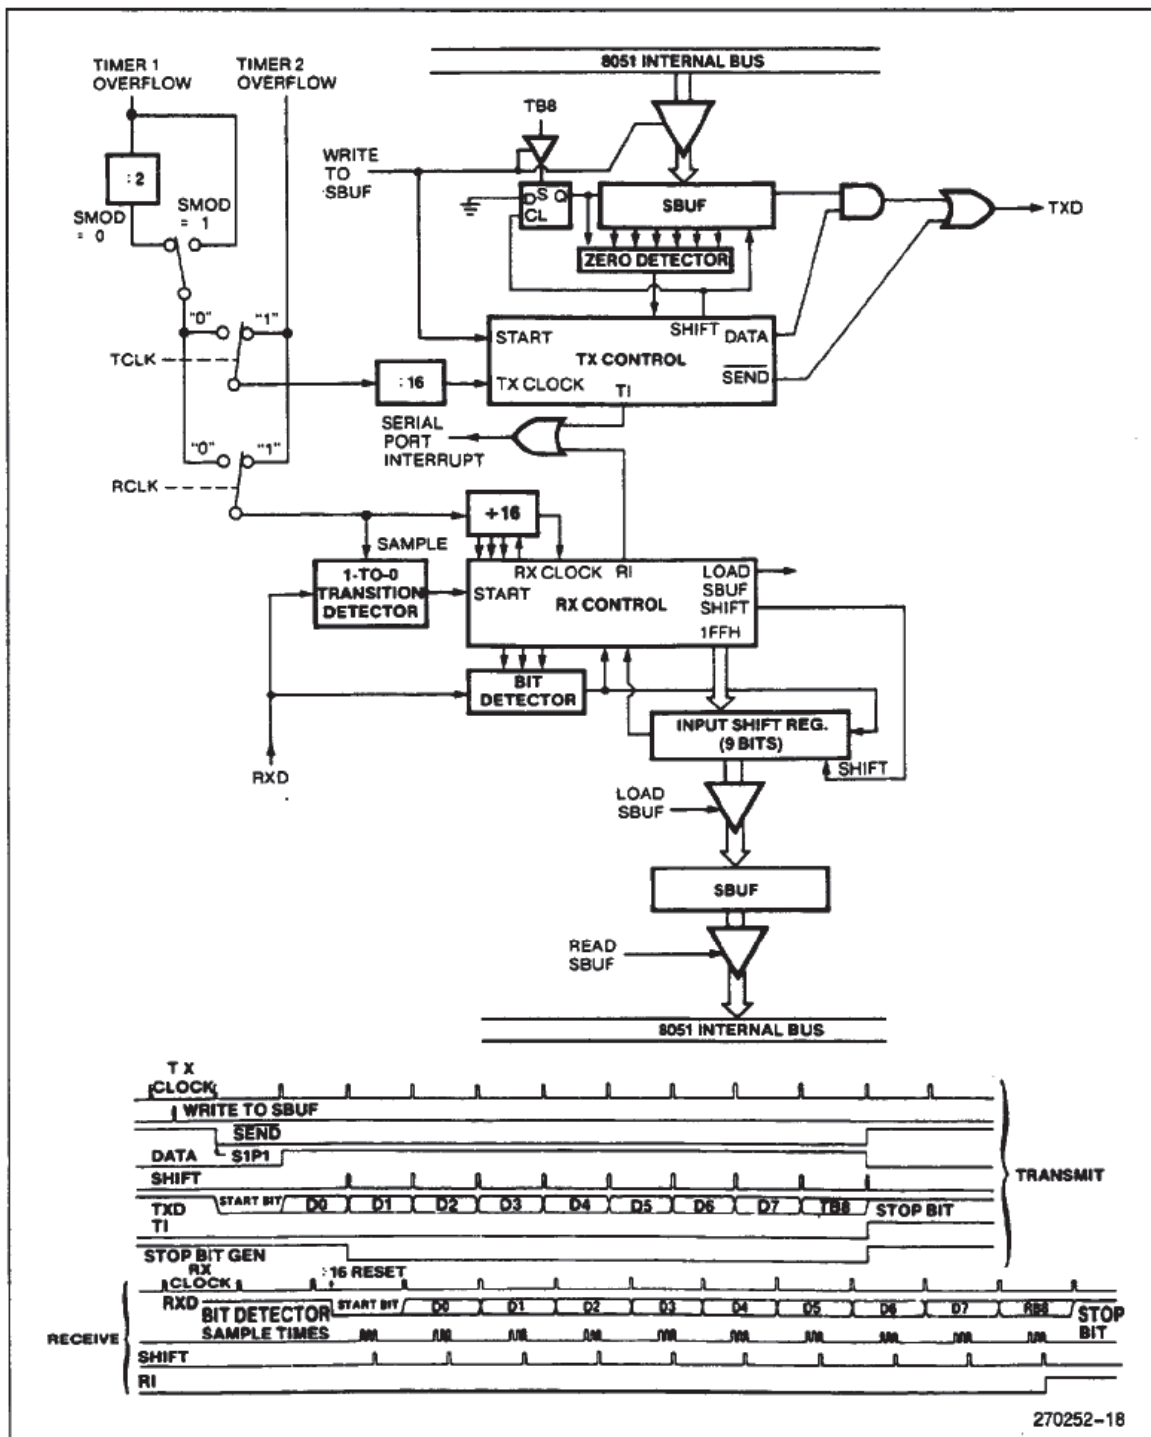 TIMER 1
OVERFLOW
TIMER 2
OVERFLOW
8051 INTERNAL BUS
TB8
WRITE
TO
SBUF
:2
SMOD
= 0
SMOD
= 1
S
D
Q
CL
SBUF
TXD
ZERO DETECTOR
"0"
"1"
TCLK
START
SHIFT
DATA
TX CONTROL
:16
TX CLOCK
TI
SEND
SERIAL
PORT
INTERRUPT
"0"
"1"
RCLK
+16
SAMPLE
1-TO-0
TRANSITION
DETECTOR
RX CLOCK
RI
LOAD
SBUF
START
RX CONTROL
SHIFT
1FFH
BIT
DETECTOR
INPUT SHIFT REG.
(9 BITS)
RXD
SHIFT
LOAD
SBUF
SBUF
READ
SBUF
8051 INTERNAL BUS
TX
CLOCK
WRITE TO SBUF
SEND
DATA
S1P1
SHIFT
TRANSMIT
TXD
START BIT
D0
D1
D2
D3
D4
D5
D6
D7
TB8
STOP BIT
TI
STOP BIT GEN
RX
CLOCK
:16 RESET
RXD
BIT DETECTOR
SAMPLE TIMES
START BIT
D0
D1
D2
D3
D4
D5
D6
D7
RB8
STOP
BIT
RECEIVE
SHIFT
RI
270252-18